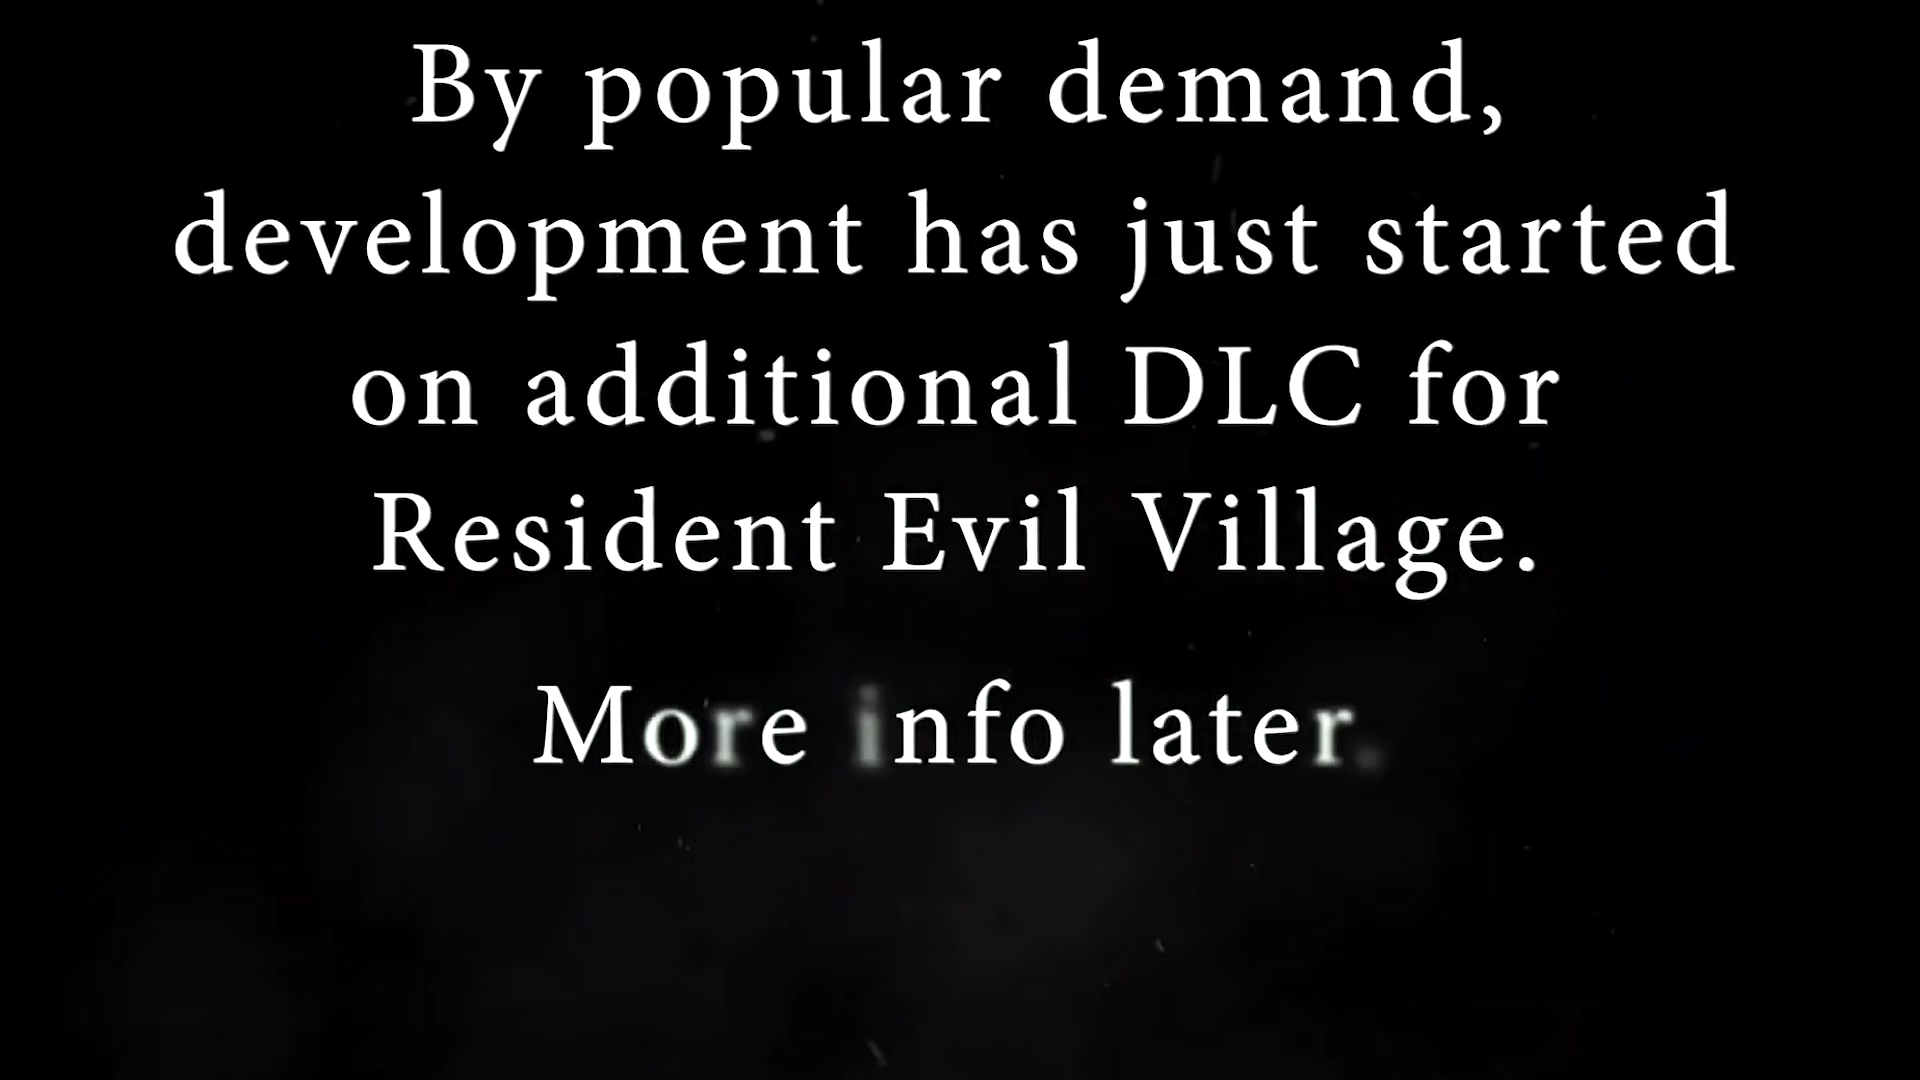 By popular demand,
development has just started
on additional DLC for
Resident Evil Village.
More info later.